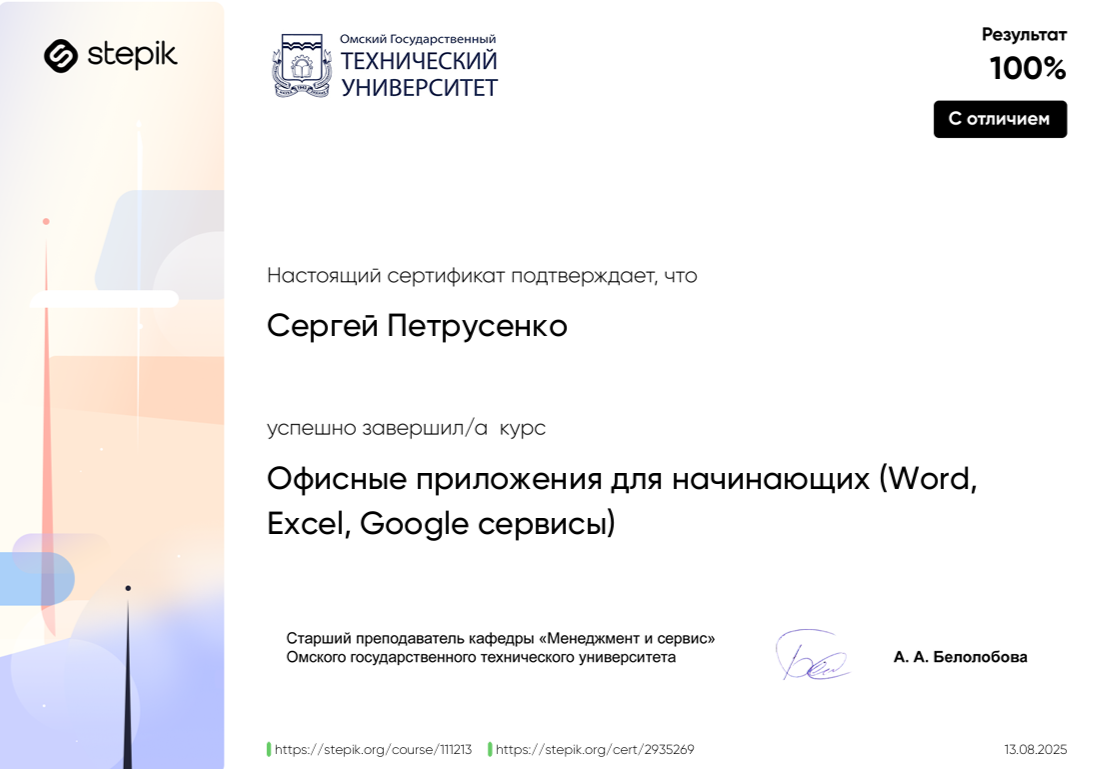 stepik
Омский Государственный
ТЕХНИЧЕСКИЙ
УНИВЕРСИТЕТ
Результат
100%
С отличием
Настоящий сертификат подтверждает, что
Сергей Петрусенко
успешно завершил/а курс
Офисные приложения для начинающих (Word,
Excel, Google сервисы)
Старший преподаватель кафедры «Менеджмент и сервис»
Омского государственного технического университета
А. А. Белолобова
https://stepik.org/course/111213
https://stepik.org/cert/2935269
13.08.2025